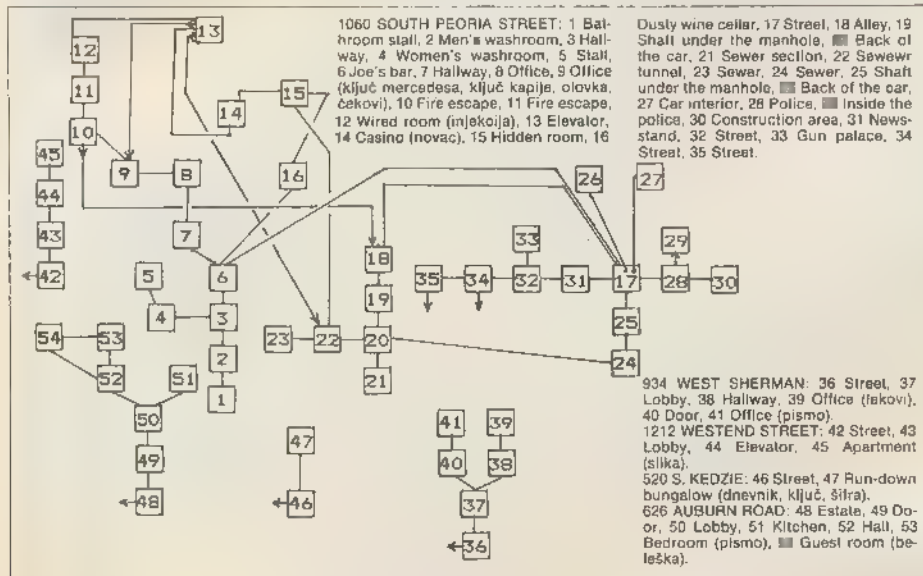 1060 SOUTH PEORIA STREET: 1 Bat-
hroom stall, 2 Men's washroom, 3 Hall-
way, 4 Women's washroom, 5 Stall,
6 Joe's bar, 7 Hallway, 8 Office, 9 Office
(ključ mercedesa, ključ kapije, olovka,
čekovi), 10 Fire escape, 11 Fire escape,
12 Wired room (injekcija), 13 Elevator,
14 Casino (novac), 15 Hidden room, 16
Dusty wine cellar, 17 Street, 18 Alley, 19
Shaft under the manhole, Back of
the car, 21 Sewer section, 22 Sewewr
tunnel, 23 Sewer, 24 Sewer, 25 Shaft
under the manhole, Back of the car,
27 Car interior, 28 Police, Inside the
police, 30 Construction area, 31 News-
stand, 32 Street, 33 Gun palace, 34
Street, 35 Street.
12 13
11 14 15
10 9 8 16
45 44 43 42
7 6 5 4 3 2 1
26 27
18 35 34 32 33 31 17 28 29 30
19 25
23 22 20 24
21
54 53 52 51 50 49 48
47 46
41 39
40 38
37
36
934 WEST SHERMAN: 36 Street, 37
Lobby, 38 Hallway, 39 Office (fakovi),
40 Door, 41 Office (pismo).
1212 WESTEND STREET: 42 Street, 43
Lobby, 44 Elevator, 45 Apartment
(slika).
520 S. KEDZIE: 46 Street, 47 Run-down
bungalow (dnevnik, ključ, šifra).
626 AUBURN ROAD: 48 Estate, 49 Do-
or, 50 Lobby, 51 Kitchen, 52 Hall, 53
Bedroom (pismo), Guest room (be-
leška).